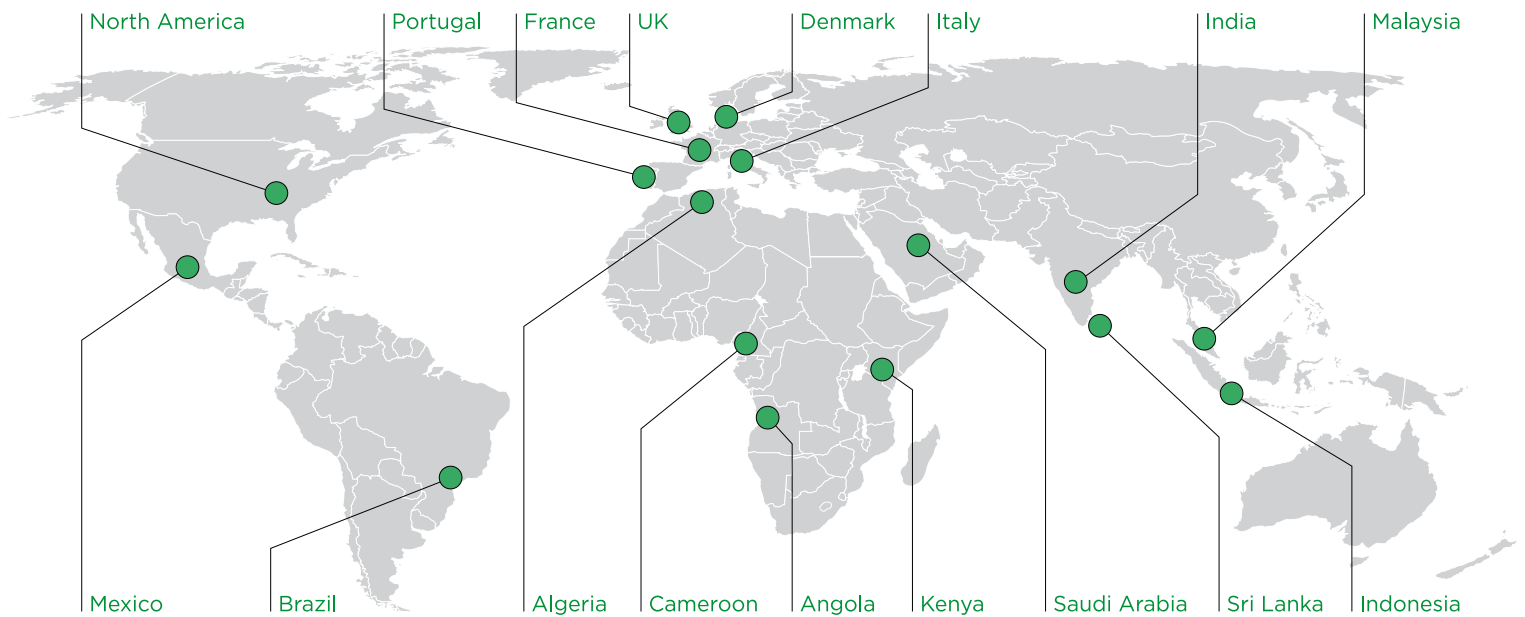 North America
Portugal
France
UK
Denmark
Italy
India
Malaysia
Mexico
Brazil
Algeria
Cameroon
Angola
Kenya
Saudi Arabia
Sri Lanka
Indonesia